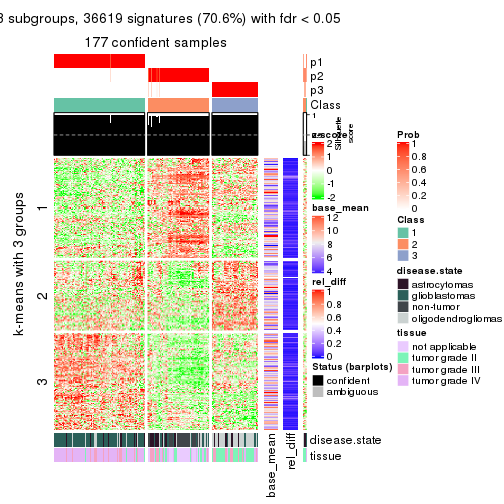 3 subgroups, 36619 signatures (70.6%) with fdr < 0.05
177 confident samples
p1
p2
p3
Class
1
Silhouette
score
k-means with 3 groups
1
2
3
base_mean
rel_diff
disease.state
tissue
z-score
2
1
0
-1
-2
base_mean
12
10
8
6
4
rel_diff
1
0.8
0.6
0.4
0.2
0
Status (barplots)
confident
ambiguous
Prob
1
0.8
0.6
0.4
0.2
0
Class
1
2
3
disease.state
astrocytomas
glioblastomas
non-tumor
oligodendrogliomas
tissue
not applicable
tumor grade II
tumor grade III
tumor grade IV